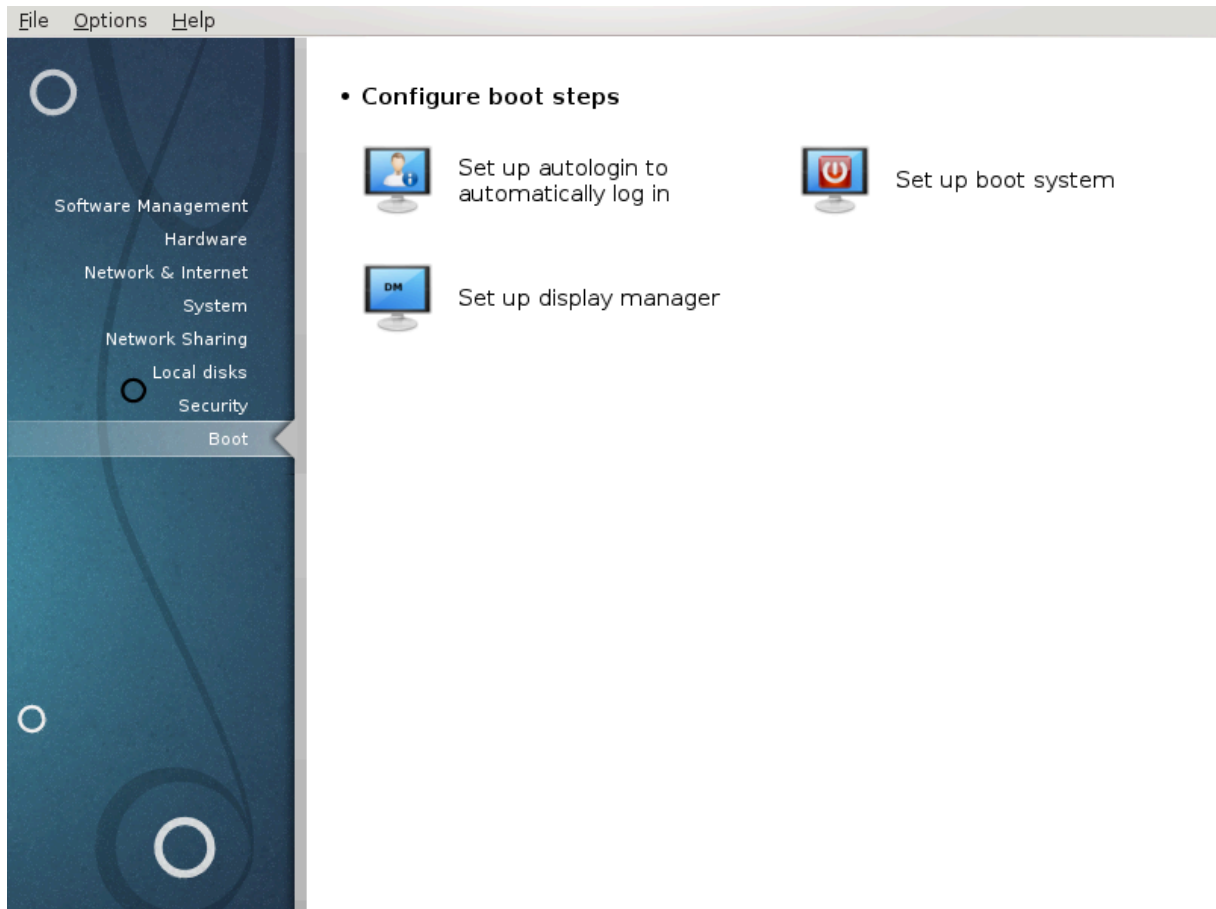 File Options Help
Software Management
Hardware
Network & Internet
System
Network Sharing
Local disks
Security
Boot
• Configure boot steps
Set up autologin to
automatically log in
Set up boot system
DM
Set up display manager